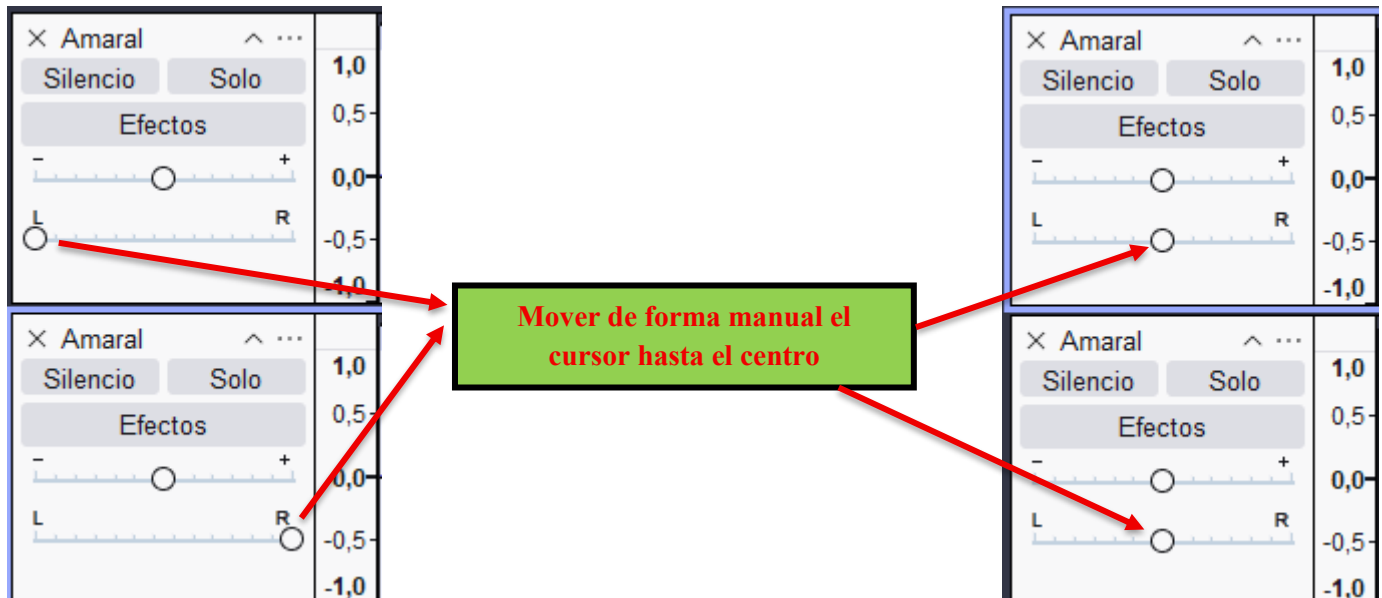 Amaral
Silencio Solo
Efectos
- +
L R
1,0
0,5
0,0
-0,5
-1,0
Amaral
Silencio Solo
Efectos
- +
L R
1,0
0,5
0,0
-0,5
-1,0
Mover de forma manual el
cursor hasta el centro
Amaral
Silencio Solo
Efectos
- +
L R
1,0
0,5
0,0
-0,5
-1,0
Amaral
Silencio Solo
Efectos
- +
L R
1,0
0,5
0,0
-0,5
-1,0